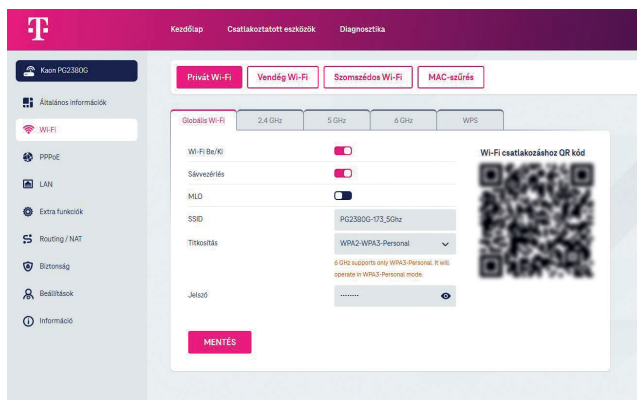 T
Kezdőlap
Csatlakoztatott eszközök
Diagnosztika
Kaon PG2380G
Általános információk
Wi-Fi
PPPoE
LAN
Extra funkciók
Routing / NAT
Biztonság
Beállítások
Információ
Privát Wi-Fi
Vendég Wi-Fi
Szomszédos Wi-Fi
MAC-szűrés
Globális Wi-Fi
2.4 GHz
5 GHz
6 GHz
WPS
Wi-Fi Be/Ki
Sávvezérlés
MLO
SSID
PG2380G-173_5Ghz
Titkosítás
WPA2-WPA3-Personal
6 GHz supports only WPA3-Personal. It will
operate in WPA3-Personal mode.
Jelszó
........
MENTÉS
Wi-Fi csatlakozáshoz QR kód